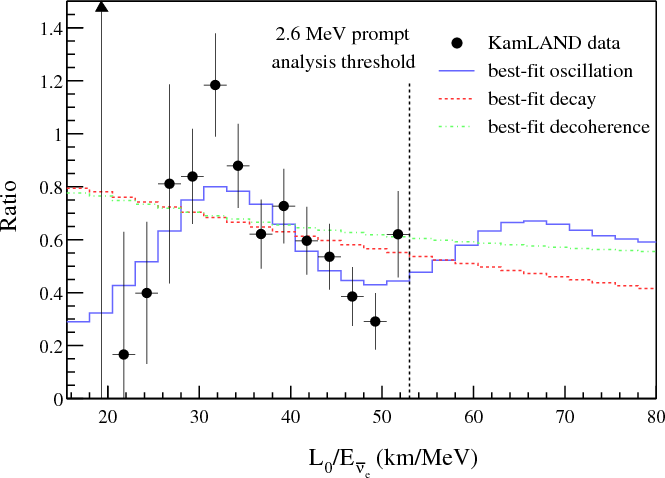 1.4
1.2
1
0.8
0.6
0.4
0.2
0
Ratio
2.6 MeV prompt
analysis threshold
KamLAND data
best-fit oscillation
best-fit decay
best-fit decoherence
20 30 40 50 60 70 80
L₀/E_ν̅ₑ (km/MeV)